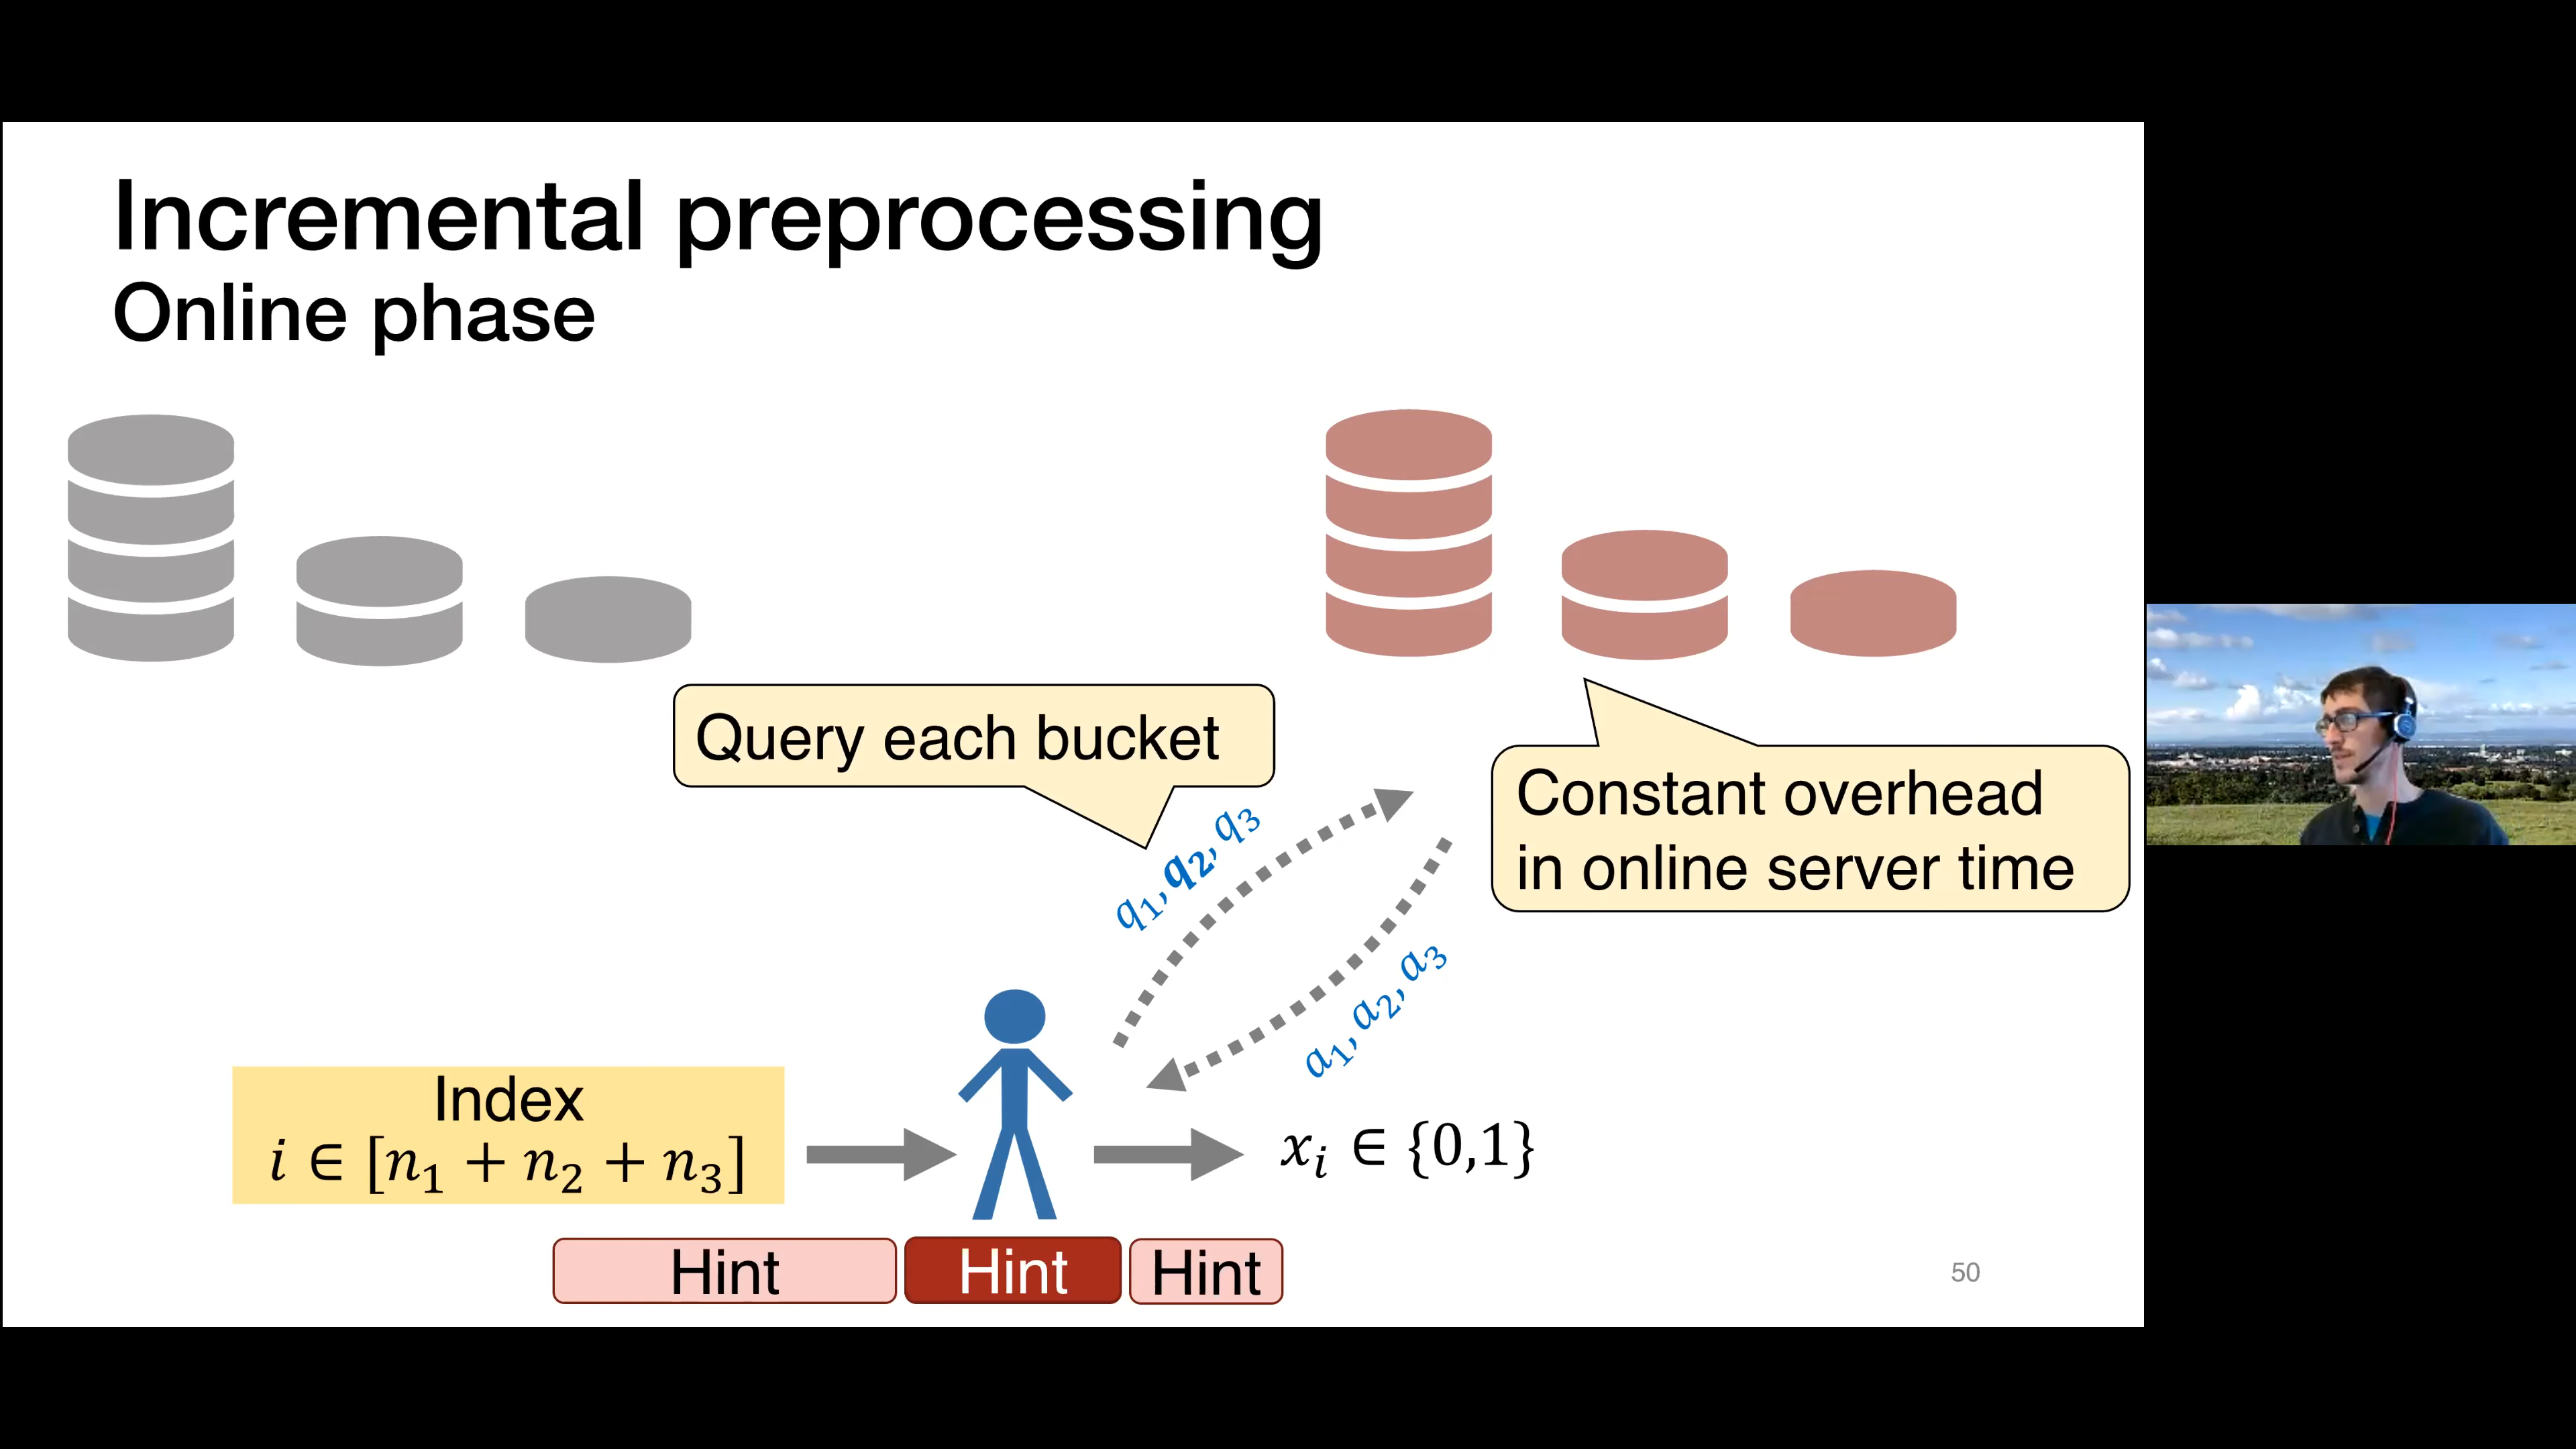 Incremental preprocessing
Online phase
Query each bucket
Constant overhead
in online server time
q₁, q₂, q₃
a₁, a₂, a₃
Index
i ∈ [n₁ + n₂ + n₃]
xᵢ ∈ {0,1}
Hint
Hint
Hint
50